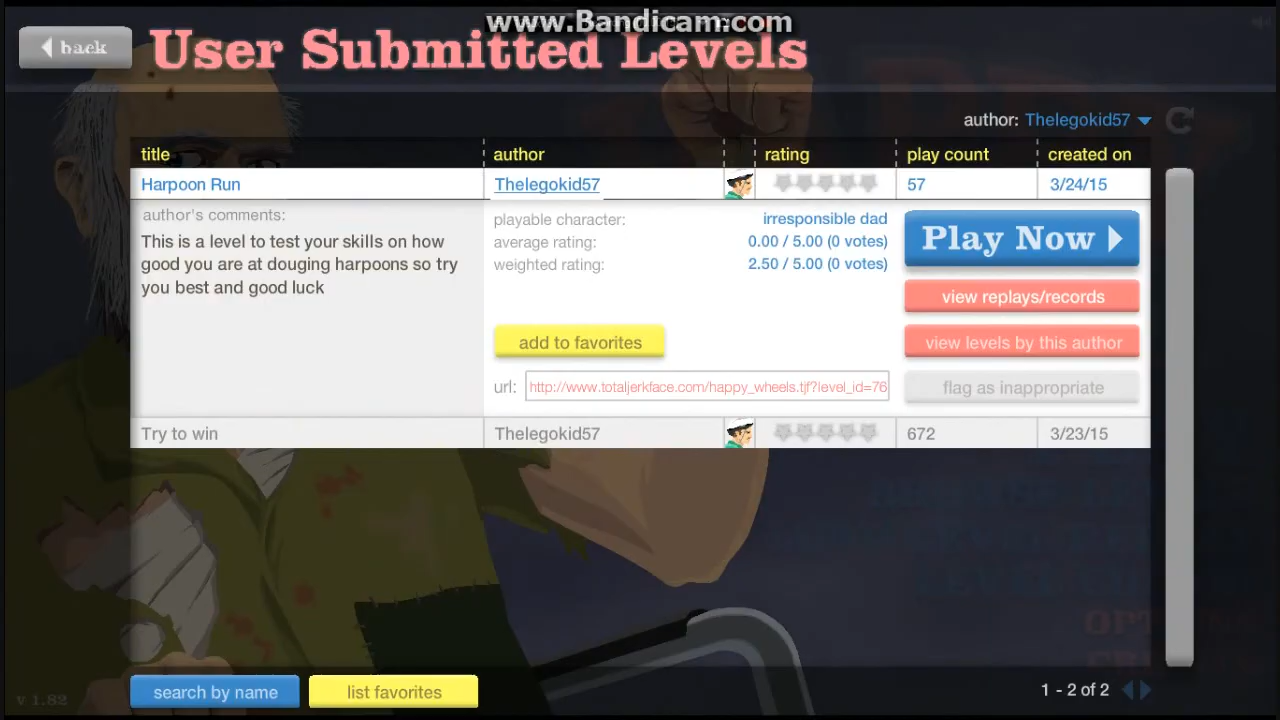 www.Bandicam.com
back
User Submitted Levels
author: Thelegokid57
title author rating play count created on
Harpoon Run Thelegokid57 57 3/24/15
author's comments:
This is a level to test your skills on how
good you are at douging harpoons so try
you best and good luck
playable character: irresponsible dad
average rating: 0.00 / 5.00 (0 votes)
weighted rating: 2.50 / 5.00 (0 votes)
add to favorites
url: http://www.totaljerkface.com/happy_wheels.tjf?level_id=76
Play Now
view replays/records
view levels by this author
flag as inappropriate
Try to win Thelegokid57 672 3/23/15
v 1.82
search by name
list favorites
1 - 2 of 2